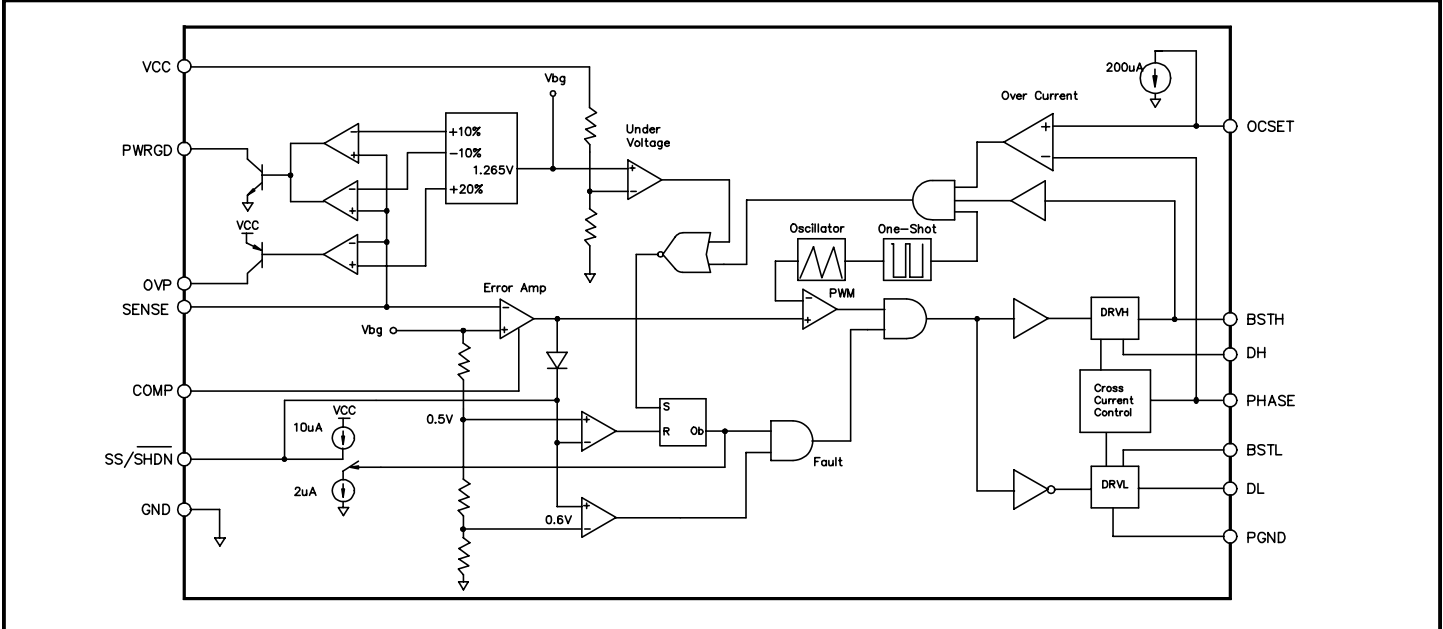 VCC
PWRGD
OVP
SENSE
COMP
SS/SHDN
GND
VCC
-
+
-
+
-
+
+10%
-10%
1.265V
+20%
Vbg
Under
Voltage
+
-
Error Amp
-
+
Vbg
VCC
10uA
2uA
0.5V
0.6V
+
-
+
-
S
R
Ob
Fault
Oscillator
One-Shot
-
+
PWM
Over Current
+
-
200uA
DRVH
Cross
Current
Control
DRVL
OCSET
BSTH
DH
PHASE
BSTL
DL
PGND